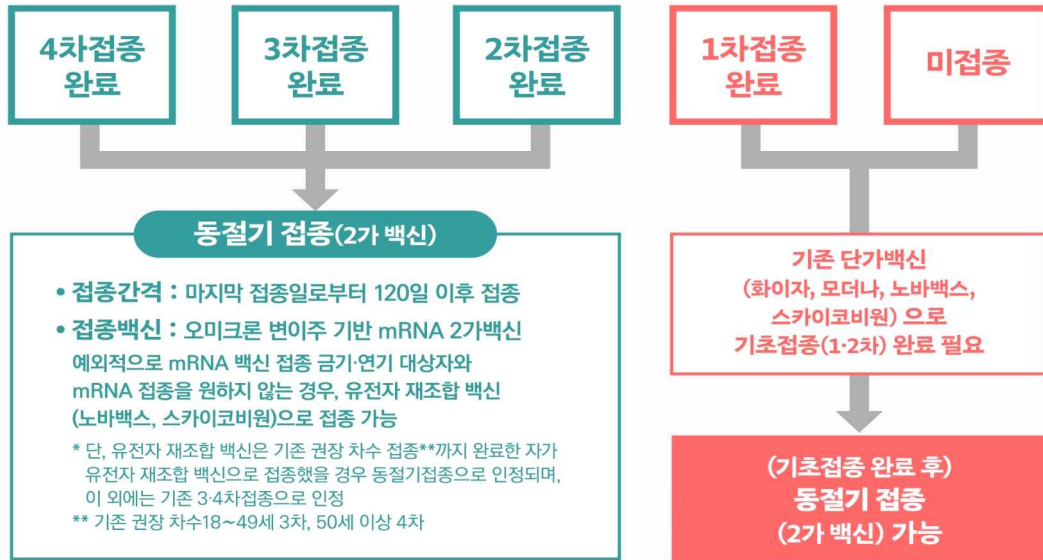 4차접종
완료
3차접종
완료
2차접종
완료
1차접종
완료
미접종
동절기 접종(2가 백신)
• 접종간격 : 마지막 접종일로부터 120일 이후 접종
• 접종백신 : 오미크론 변이주 기반 mRNA 2가백신
예외적으로 mRNA 백신 접종 금기·연기 대상자와
mRNA 접종을 원하지 않는 경우, 유전자 재조합 백신
(노바백스, 스카이코비원)으로 접종 가능
* 단, 유전자 재조합 백신은 기존 권장 차수 접종**까지 완료한 자가
유전자 재조합 백신으로 접종했을 경우 동절기접종으로 인정되며,
이 외에는 기존 3·4차접종으로 인정
** 기존 권장 차수18~49세 3차, 50세 이상 4차
기존 단가백신
(화이자, 모더나, 노바백스,
스카이코비원) 으로
기초접종(1·2차) 완료 필요
(기초접종 완료 후)
동절기 접종
(2가 백신) 가능